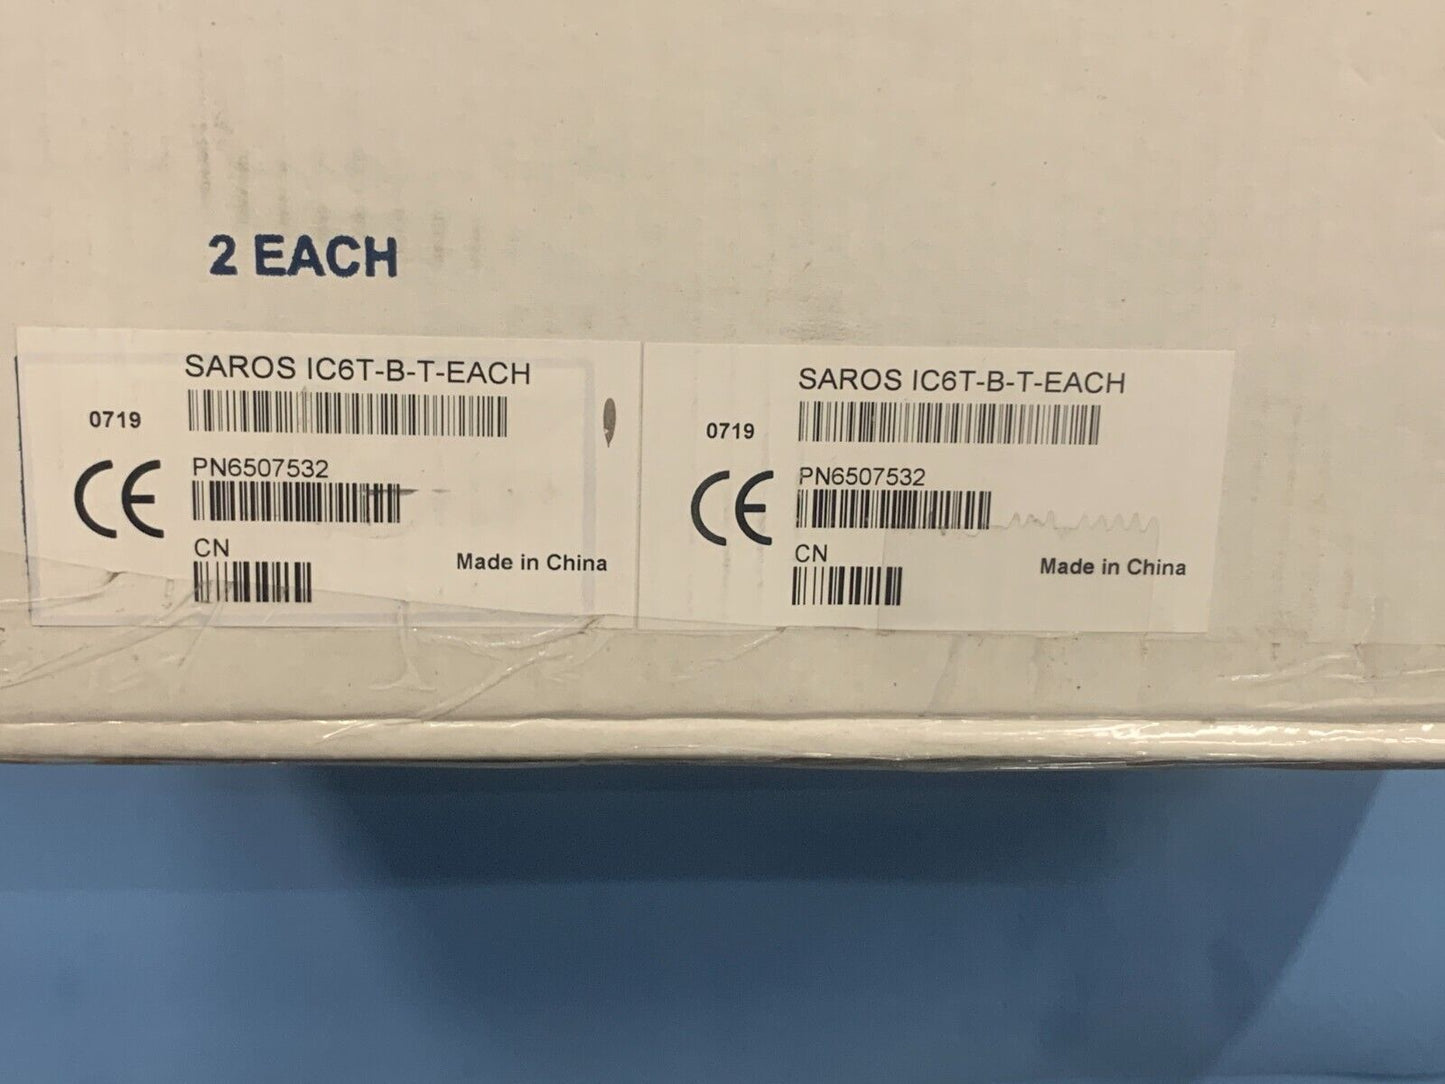 2 EACH
SAROS IC6T-B-T-EACH
0719
PN6507532
CE
CN
Made in China
SAROS IC6T-B-T-EACH
0719
PN6507532
CE
CN
Made in China